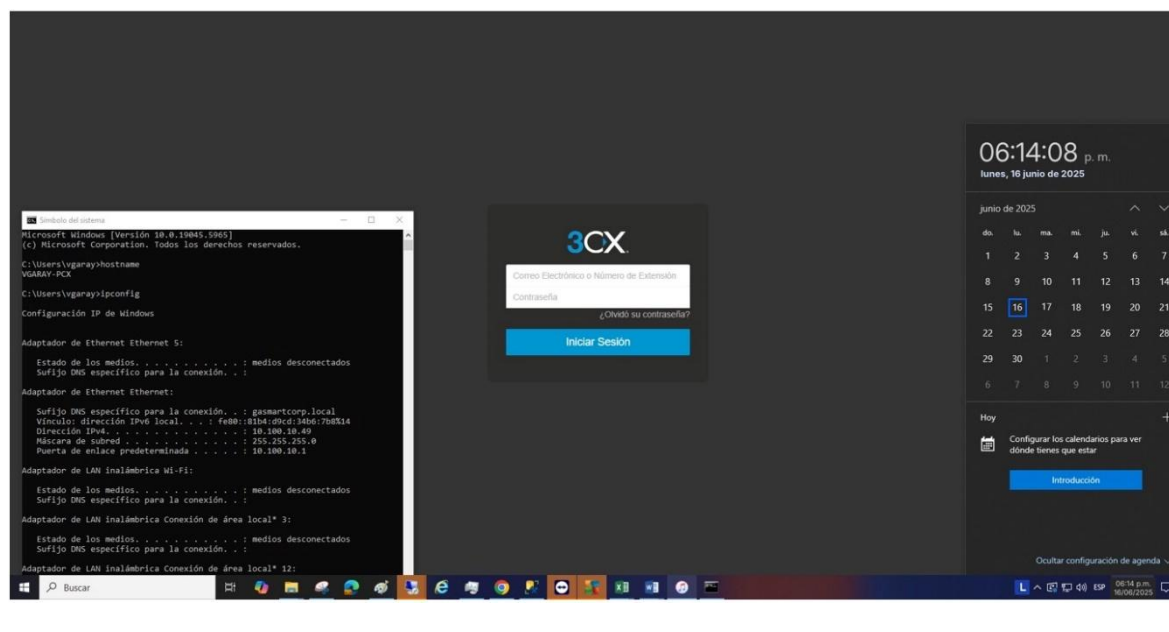 Símbolo del sistema
Microsoft Windows [Versión 10.0.19045.5965]
(c) Microsoft Corporation. Todos los derechos reservados.
C:\Users\vgaray>hostname
VGARAY-PCX
C:\Users\vgaray>ipconfig
Configuración IP de Windows
Adaptador de Ethernet Ethernet 5:
Estado de los medios. . . . . . . . . . . : medios desconectados
Sufijo DNS específico para la conexión. . :
Adaptador de Ethernet Ethernet:
Sufijo DNS específico para la conexión. . : gasmartcorp.local
Vínculo: dirección IPv6 local. . . : fe80::81b4:d9cd:34b6:7b8%14
Dirección IPv4. . . . . . . . . . . . . . : 10.100.10.49
Máscara de subred . . . . . . . . . . . . : 255.255.255.0
Puerta de enlace predeterminada . . . . . : 10.100.10.1
Adaptador de LAN inalámbrica Wi-Fi:
Estado de los medios. . . . . . . . . . . : medios desconectados
Sufijo DNS específico para la conexión. . :
Adaptador de LAN inalámbrica Conexión de área local* 3:
Estado de los medios. . . . . . . . . . . : medios desconectados
Sufijo DNS específico para la conexión. . :
Adaptador de LAN inalámbrica Conexión de área local* 12:
3CX
Correo Electrónico o Número de Extensión
Contraseña
¿Olvidó su contraseña?
Iniciar Sesión
06:14:08 p. m.
lunes, 16 junio de 2025
junio de 2025
do. lu. ma. mi. ju. vi. sá.
1 2 3 4 5 6 7
8 9 10 11 12 13 14
15 16 17 18 19 20 21
22 23 24 25 26 27 28
29 30 1 2 3 4 5
6 7 8 9 10 11 12
Hoy
Configurar los calendarios para ver
dónde tienes que estar
Introducción
Ocultar configuración de agenda
Buscar
L
ESP
06:14 p.m.
16/06/2025